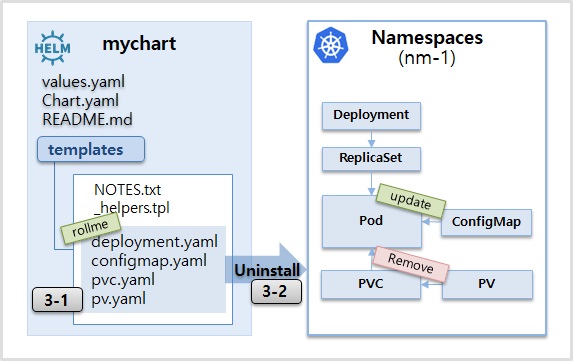 HELM
mychart
values.yaml
Chart.yaml
README.md
templates
NOTES.txt
_helpers.tpl
rollme
deployment.yaml
configmap.yaml
pvc.yaml
pv.yaml
3-1
Uninstall
3-2
Namespaces
(nm-1)
Deployment
ReplicaSet
update
Pod
ConfigMap
Remove
PVC
PV